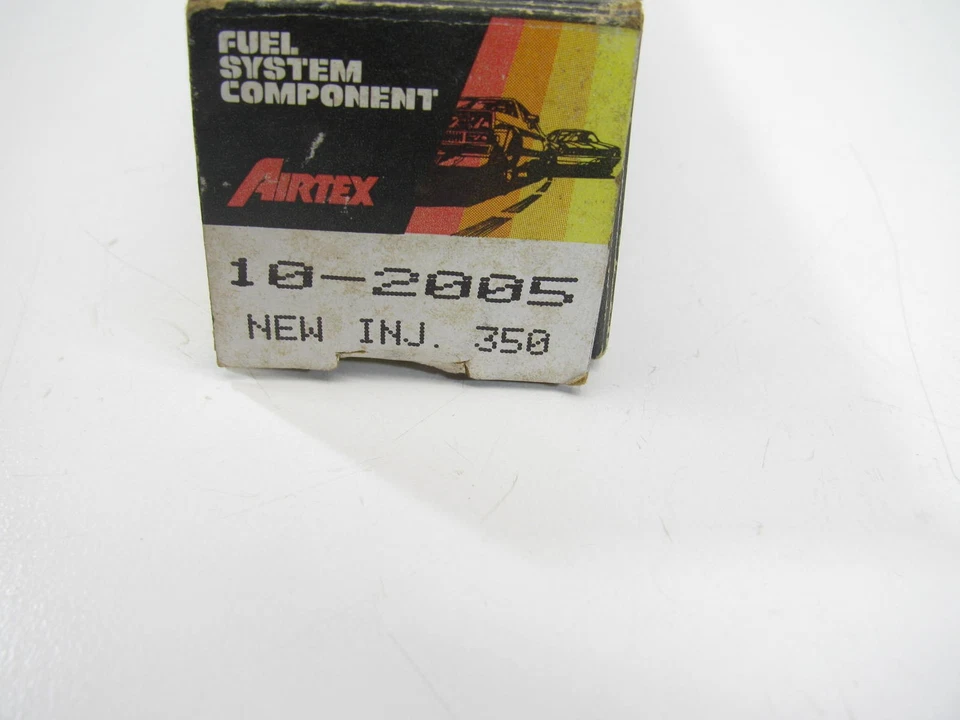 FUEL
SYSTEM
COMPONENT
AIRTEX
10-2005
NEW INJ. 350